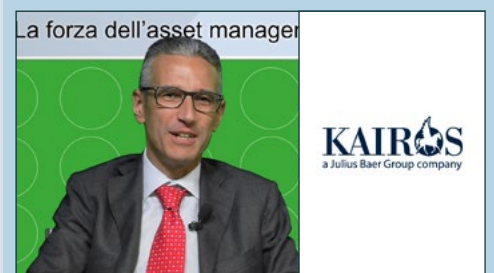 La forza dell'asset manager
KAIROS
a Julius Baer Group company